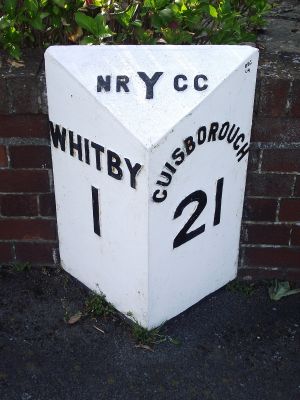 NRYCC
WHITBY
1
GUISBOROUGH
21